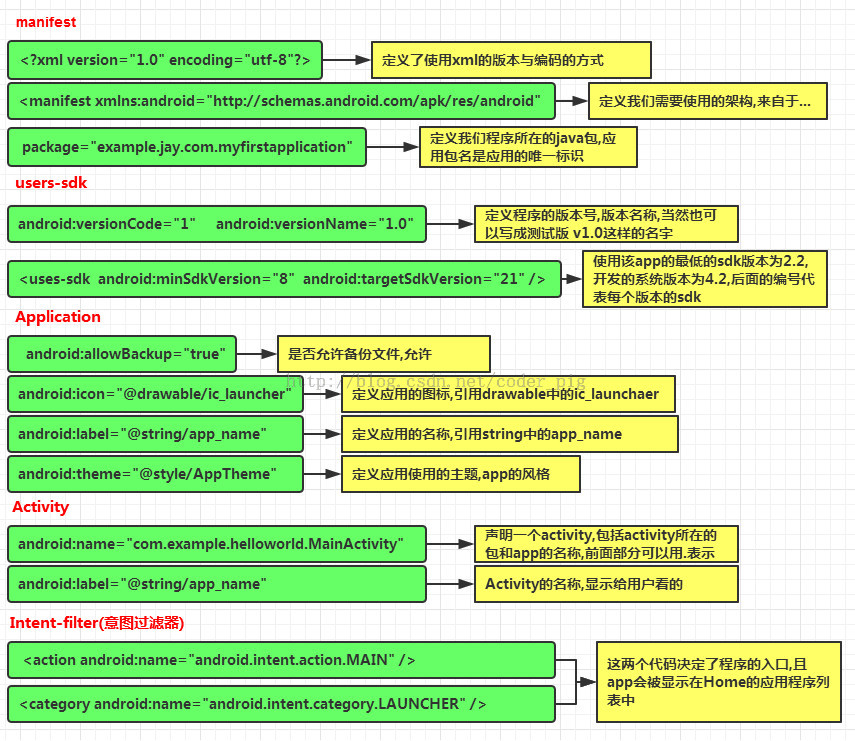 manifest
<?xml version="1.0" encoding="utf-8"?>
定义了使用xml的版本与编码的方式
<manifest xmlns:android="http://schemas.android.com/apk/res/android"
定义我们需要使用的架构,来自于...
package="example.jay.com.myfirstapplication"
定义我们程序所在的java包,应
用包名是应用的唯一标识
users-sdk
android:versionCode="1" android:versionName="1.0"
定义程序的版本号,版本名称,当然也可
以写成测试版 v1.0这样的名字
<uses-sdk android:minSdkVersion="8" android:targetSdkVersion="21" />
使用该app的最低的sdk版本为2.2,
开发的系统版本为4.2,后面的编号代
表每个版本的sdk
Application
android:allowBackup="true"
是否允许备份文件,允许
http://blog.csdn.net/coder_pig
android:icon="@drawable/ic_launcher"
定义应用的图标,引用drawable中的ic_launchaer
android:label="@string/app_name"
定义应用的名称,引用string中的app_name
android:theme="@style/AppTheme"
定义应用使用的主题,app的风格
Activity
android:name="com.example.helloworld.MainActivity"
声明一个activity,包括activity所在的
包和app的名称,前面部分可以用.表示
android:label="@string/app_name"
Activity的名称,显示给用户看的
Intent-filter(意图过滤器)
<action android:name="android.intent.action.MAIN" />
<category android:name="android.intent.category.LAUNCHER" />
这两个代码决定了程序的入口,且
app会被显示在Home的应用程序列
表中